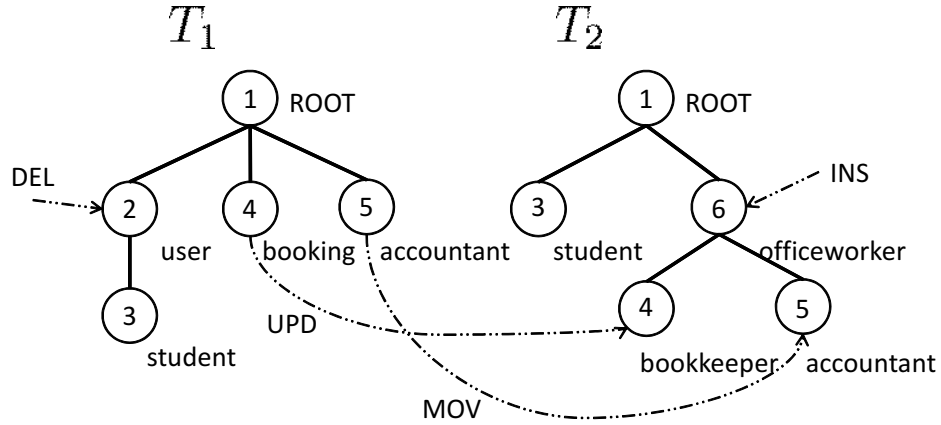 T1 T2
1 ROOT 1 ROOT
DEL INS
2 4 5 3 6
user booking accountant student officeworker
3 4 5
UPD
student bookkeeper accountant
MOV